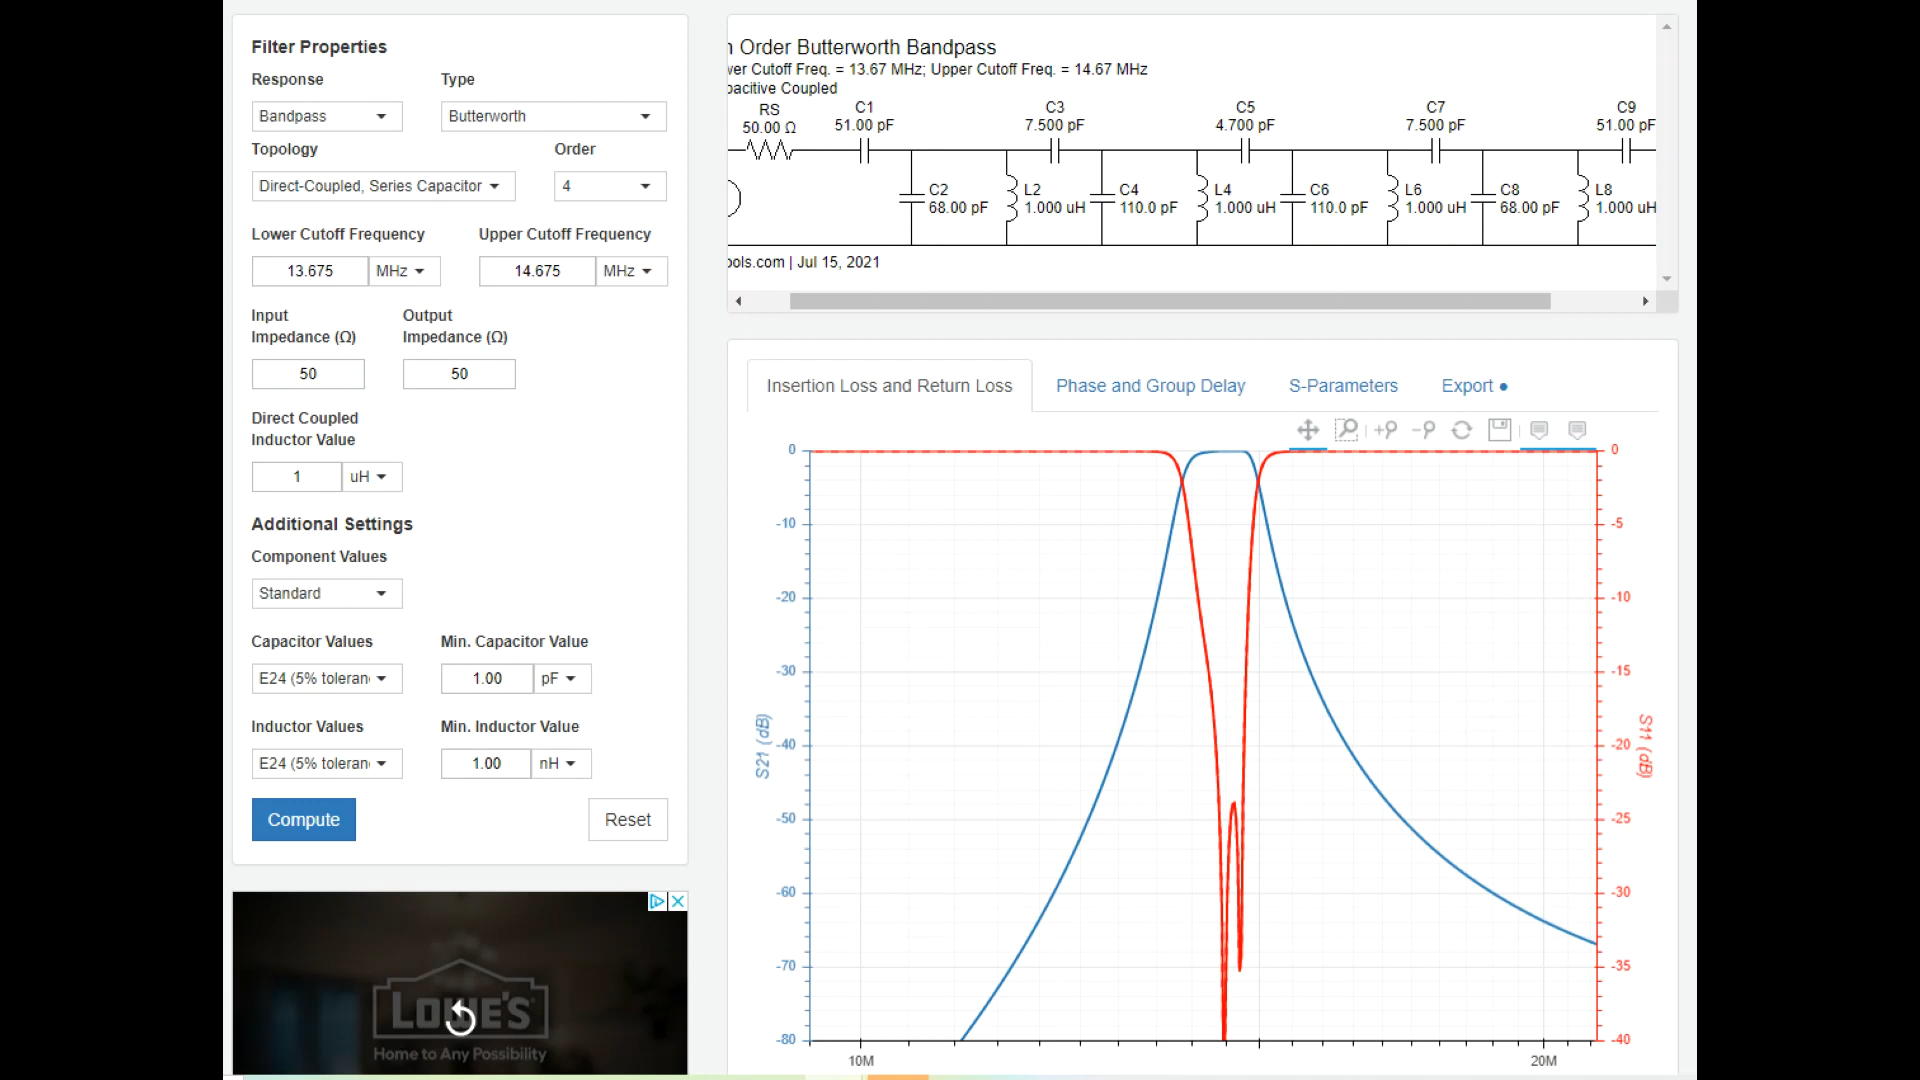 Filter Properties
Response
Type
Bandpass
Butterworth
Topology
Order
Direct-Coupled, Series Capacitor
4
Lower Cutoff Frequency
Upper Cutoff Frequency
13.675
MHz
14.675
MHz
Input
Impedance (Ω)
Output
Impedance (Ω)
50
50
Direct Coupled
Inductor Value
1
uH
Additional Settings
Component Values
Standard
Capacitor Values
Min. Capacitor Value
E24 (5% toleran
1.00
pF
Inductor Values
Min. Inductor Value
E24 (5% toleran
1.00
nH
Compute
Reset
LOWE'S
Home to Any Possibility
Order Butterworth Bandpass
wer Cutoff Freq. = 13.67 MHz; Upper Cutoff Freq. = 14.67 MHz
pacitive Coupled
RS
50.00 Ω
C1
51.00 pF
C3
7.500 pF
C5
4.700 pF
C7
7.500 pF
C9
51.00 pF
C2
68.00 pF
L2
1.000 uH
C4
110.0 pF
L4
1.000 uH
C6
110.0 pF
L6
1.000 uH
C8
68.00 pF
L8
1.000 uH
ols.com | Jul 15, 2021
Insertion Loss and Return Loss
Phase and Group Delay
S-Parameters
Export
0
-10
-20
-30
-40
-50
-60
-70
-80
S21 (dB)
10M
20M
0
-5
-10
-15
-20
-25
-30
-35
-40
S11 (dB)